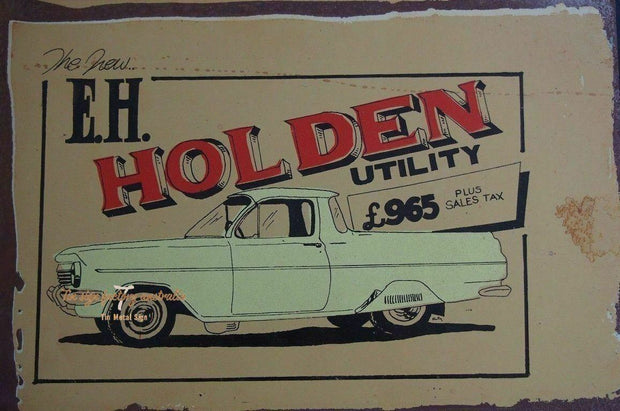 The New..
E.H.
HOLDEN
UTILITY
£965 PLUS
SALES TAX
Tin Metal Sign